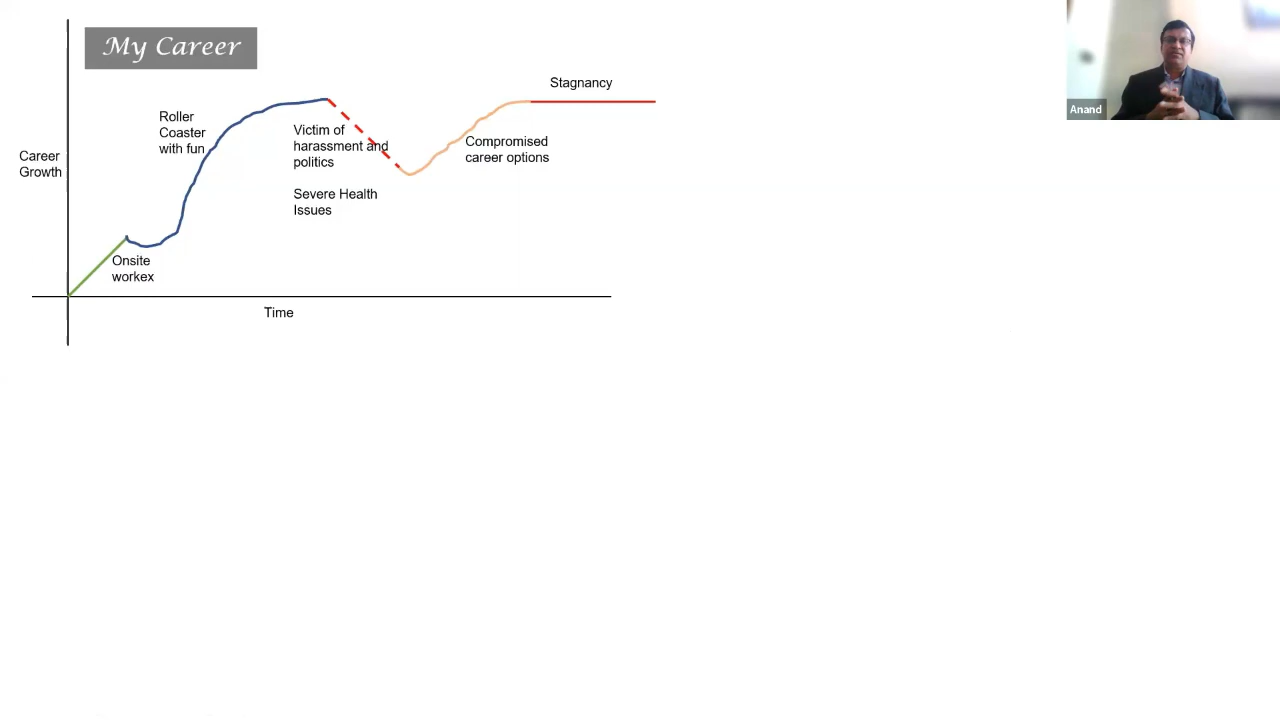 My Career
Stagnancy
Roller
Coaster
with fun
Victim of
harassment and
politics
Compromised
career options
Career
Growth
Severe Health
Issues
Onsite
workex
Time
Anand